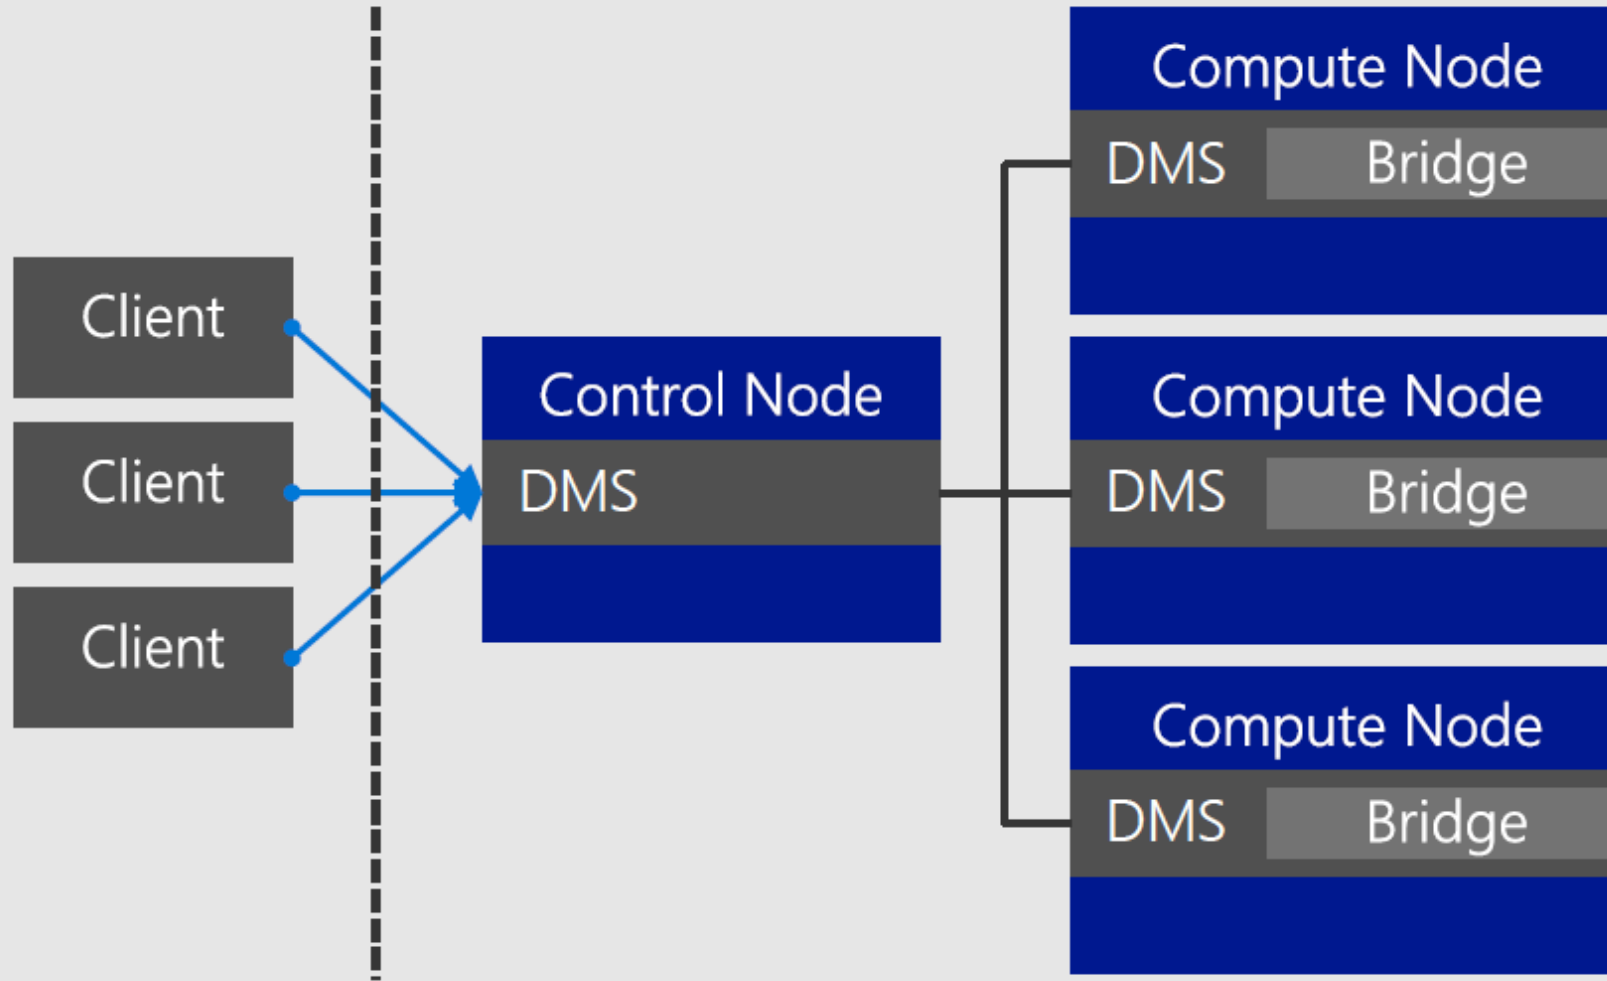 Client
Client
Client
Control Node
DMS
Compute Node
DMS Bridge
Compute Node
DMS Bridge
Compute Node
DMS Bridge